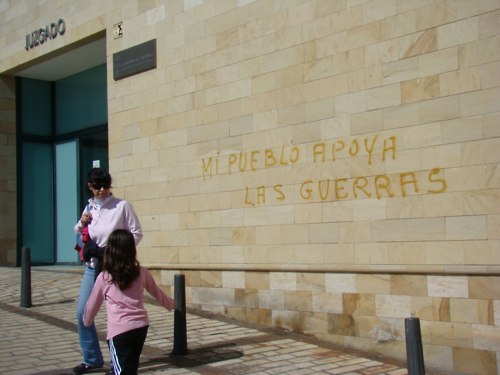 JUZGADO
MI PUEBLO APOYA
LAS GUERRAS